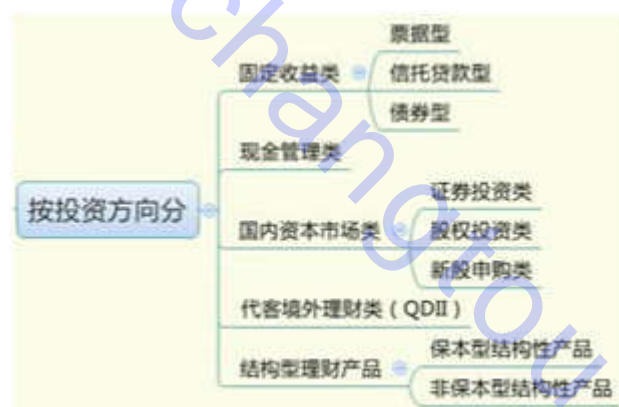 按投资方向分
固定收益类
票据型
信托贷款型
债券型
现金管理类
国内资本市场类
证券投资类
股权投资类
新股申购类
代客境外理财类（QDII）
结构型理财产品
保本型结构性产品
非保本型结构性产品